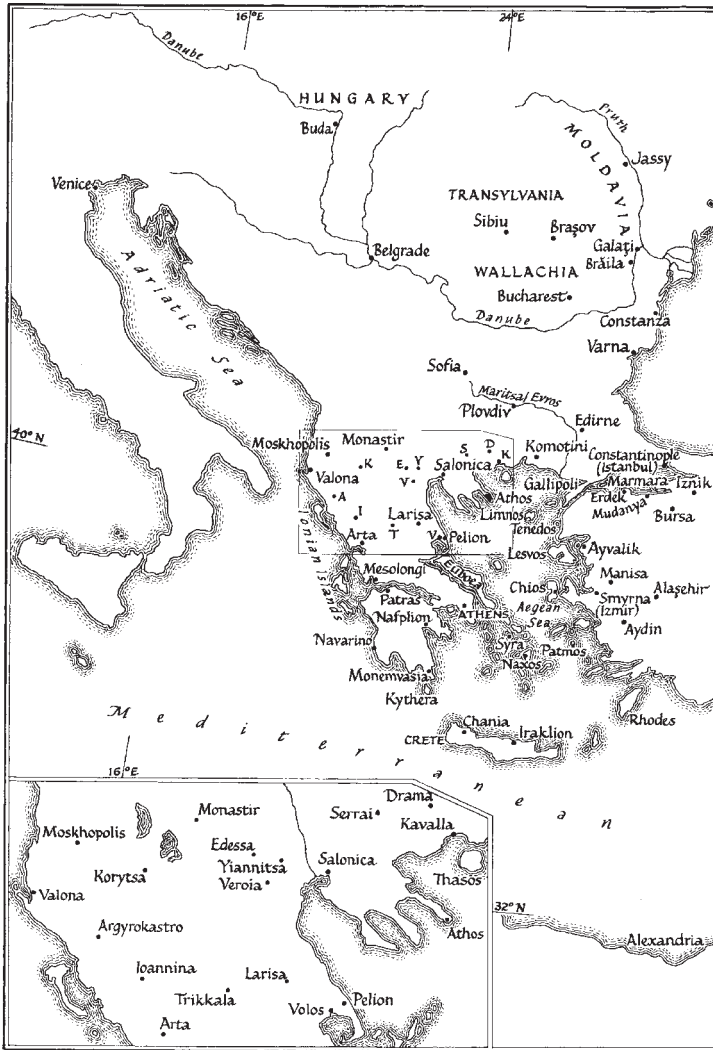 16°E
24°E
Danube
HUNGARY
Buda
Pruth
MOLDAVIA
Jassy
Venice
TRANSYLVANIA
Sibiu
Braşov
Galaţi
Brăila
Belgrade
WALLACHIA
Bucharest
Adriatic Sea
Danube
Constanza
Varna
Sofia
Maritsa/Evros
Plovdiv
Edirne
40°N
Moskhopolis
Monastir
S
D
K
Komotini
Constantinople
(Istanbul)
Valona
K
E
Y
V
Salonica
Gallipoli
Marmara
Iznik
Erdek
Mudanya
Bursa
A
Athos
Limnos
Tenedos
I
Larisa
T
Arta
V
Pelion
Lesvos
Ayvalik
Ionian Islands
Mesolongi
Euboea
Manisa
Chios
Alaşehir
Patras
ATHENS
Aegean
Sea
Smyrna
(Izmir)
Nafplion
Aydin
Navarino
Syra
Patmos
Naxos
Monemvasia
Kythera
Rhodes
Mediterranean
Chania
CRETE
Iraklion
16°E
Drama
Monastir
Serrai
Kavalla
Moskhopolis
Edessa
Yiannitsa
Salonica
Korytsa
Veroia
Thasos
Valona
32°N
Argyrokastro
Athos
Alexandria
Ioannina
Larisa
Trikkala
Volos
Pelion
Arta